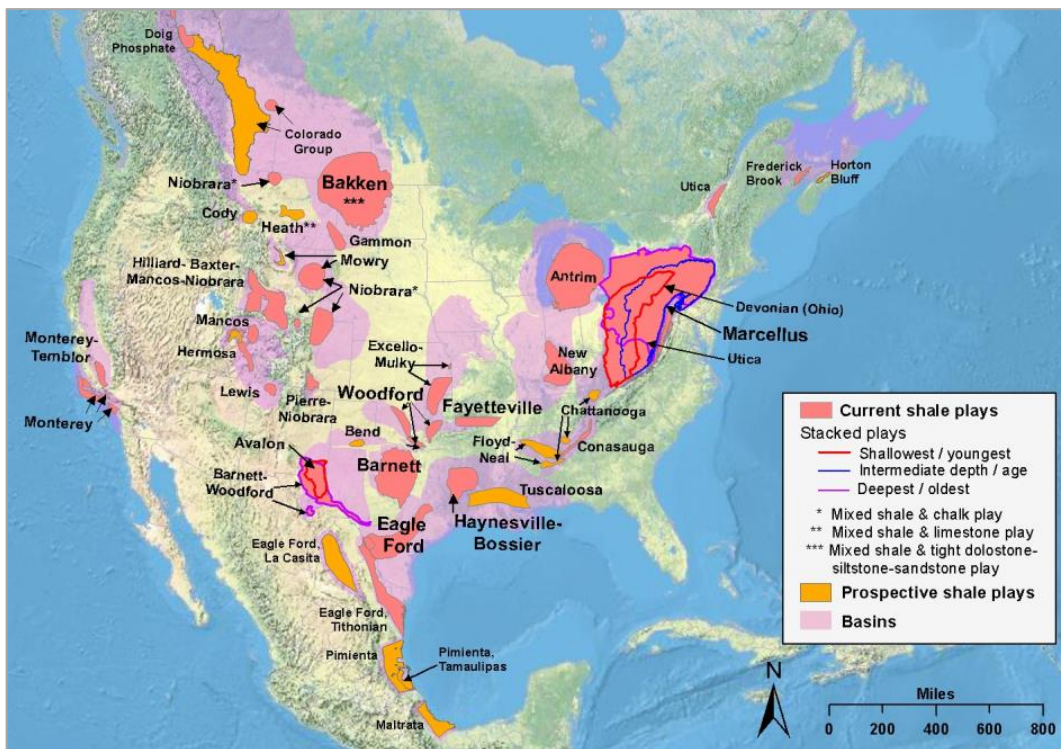 Doig
Phosphate
Colorado
Group
Niobrara*
Bakken
***
Cody
Heath**
Gammon
Mowry
Hilliard- Baxter-
Mancos-Niobrara
Niobrara*
Mancos
Hermosa
Monterey-
Temblor
Monterey
Lewis
Pierre-
Niobrara
Excello-
Mulky
Woodford
Fayetteville
Bend
Avalon
Barnett
Barnett-
Woodford
Antrim
New
Albany
Chattanooga
Floyd-
Neal
Conasauga
Tuscaloosa
Haynesville-
Bossier
Eagle
Ford
Eagle Ford,
La Casita
Eagle Ford,
Tithonian
Pimienta
Pimienta,
Tamaulipas
Maltrata
Utica
Frederick
Brook
Horton
Bluff
Devonian (Ohio)
Marcellus
Utica
Current shale plays
Stacked plays
Shallowest / youngest
Intermediate depth / age
Deepest / oldest
* Mixed shale & chalk play
** Mixed shale & limestone play
*** Mixed shale & tight dolostone-
siltstone-sandstone play
Prospective shale plays
Basins
N
Miles
0 200 400 600 800